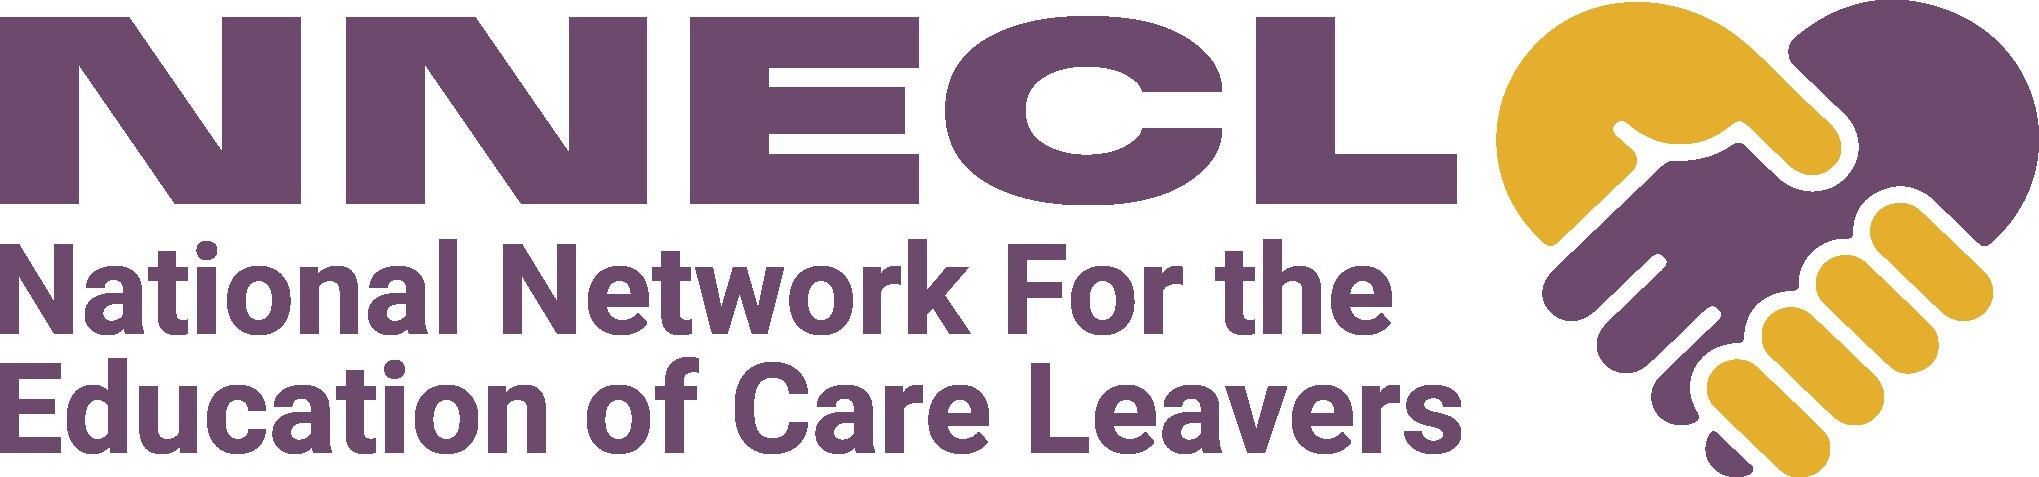 NNECL
National Network For the
Education of Care Leavers